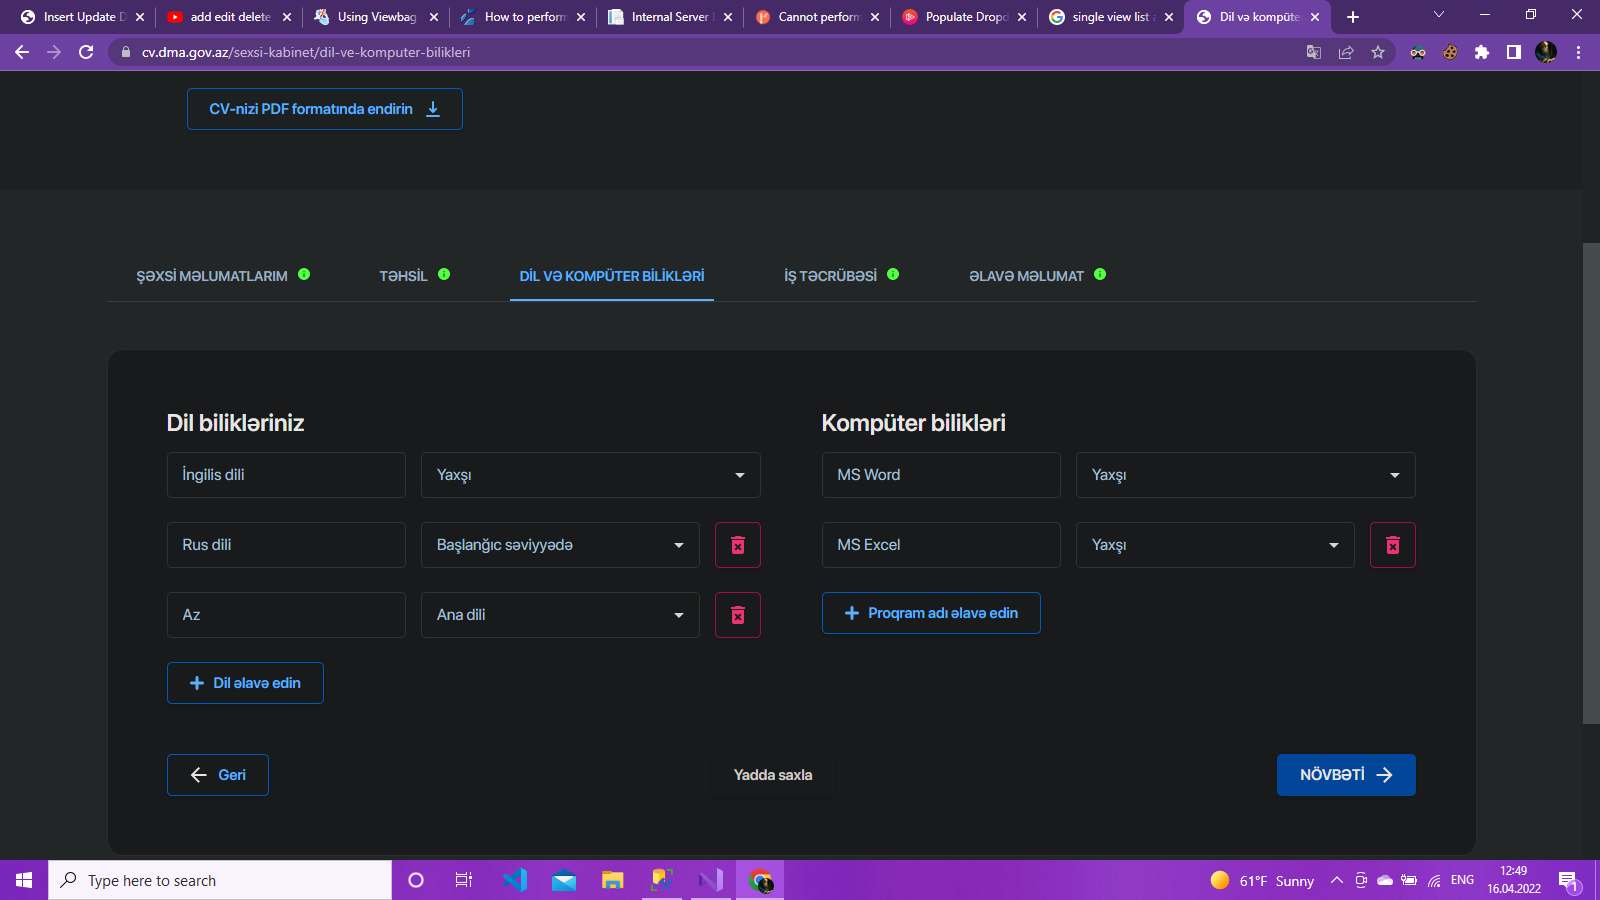 Insert Update D
add edit delete
Using Viewbag
How to perform
Internal Server
Cannot perform
Populate Dropd
single view list
Dil və kompüte
cv.dma.gov.az/sexsi-kabinet/dil-ve-komputer-bilikleri
CV-nizi PDF formatında endirin
ŞƏXSİ MƏLUMATLARIM
TƏHSİL
DİL VƏ KOMPÜTER BİLİKLƏRİ
İŞ TƏCRÜBƏSİ
ƏLAVƏ MƏLUMAT
Dil bilikləriniz
İngilis dili
Yaxşı
Rus dili
Başlanğıc səviyyədə
Az
Ana dili
Dil əlavə edin
Kompüter bilikləri
MS Word
Yaxşı
MS Excel
Yaxşı
Proqram adı əlavə edin
Geri
Yadda saxla
NÖVBƏTİ
Type here to search
61°F Sunny
ENG
12:49
16.04.2022
1